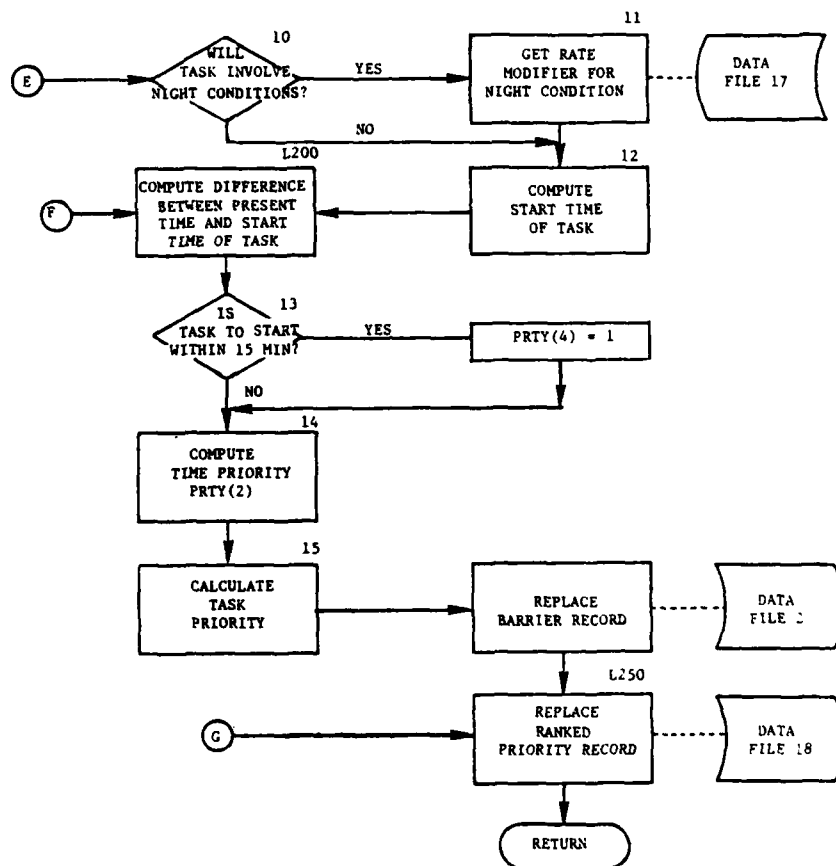 10
11
WILL
TASK INVOLVE
NIGHT CONDITIONS?
E
YES
GET RATE
MODIFIER FOR
NIGHT CONDITION
DATA
FILE 17
NO
L200
12
COMPUTE DIFFERENCE
BETWEEN PRESENT
TIME AND START
TIME OF TASK
F
COMPUTE
START TIME
OF TASK
13
IS
TASK TO START
WITHIN 15 MIN?
YES
PRTY(4) = 1
NO
14
COMPUTE
TIME PRIORITY
PRTY(2)
15
CALCULATE
TASK
PRIORITY
REPLACE
BARRIER RECORD
DATA
FILE 2
L250
G
REPLACE
RANKED
PRIORITY RECORD
DATA
FILE 18
RETURN